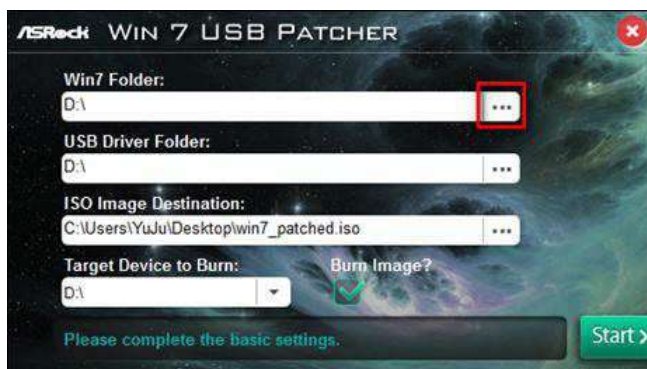 ASRock WIN 7 USB PATCHER
Win7 Folder:
D:\
USB Driver Folder:
D:\
ISO Image Destination:
C:\Users\YuJu\Desktop\win7_patched.iso
Target Device to Burn: Burn Image?
D:\
Please complete the basic settings.
Start